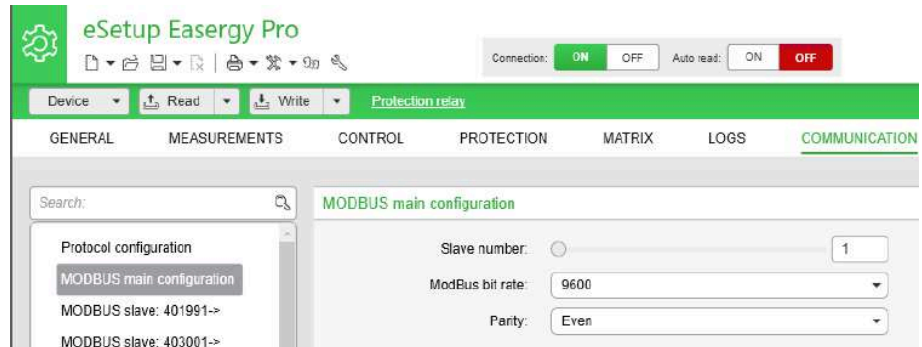 eSetup Easergy Pro
Connection: ON OFF Auto read: ON OFF
Device Read Write Protection relay
GENERAL MEASUREMENTS CONTROL PROTECTION MATRIX LOGS COMMUNICATION
Search:
MODBUS main configuration
Protocol configuration
MODBUS main configuration
MODBUS slave: 401991->
MODBUS slave: 403001->
Slave number: 1
ModBus bit rate: 9600
Parity: Even